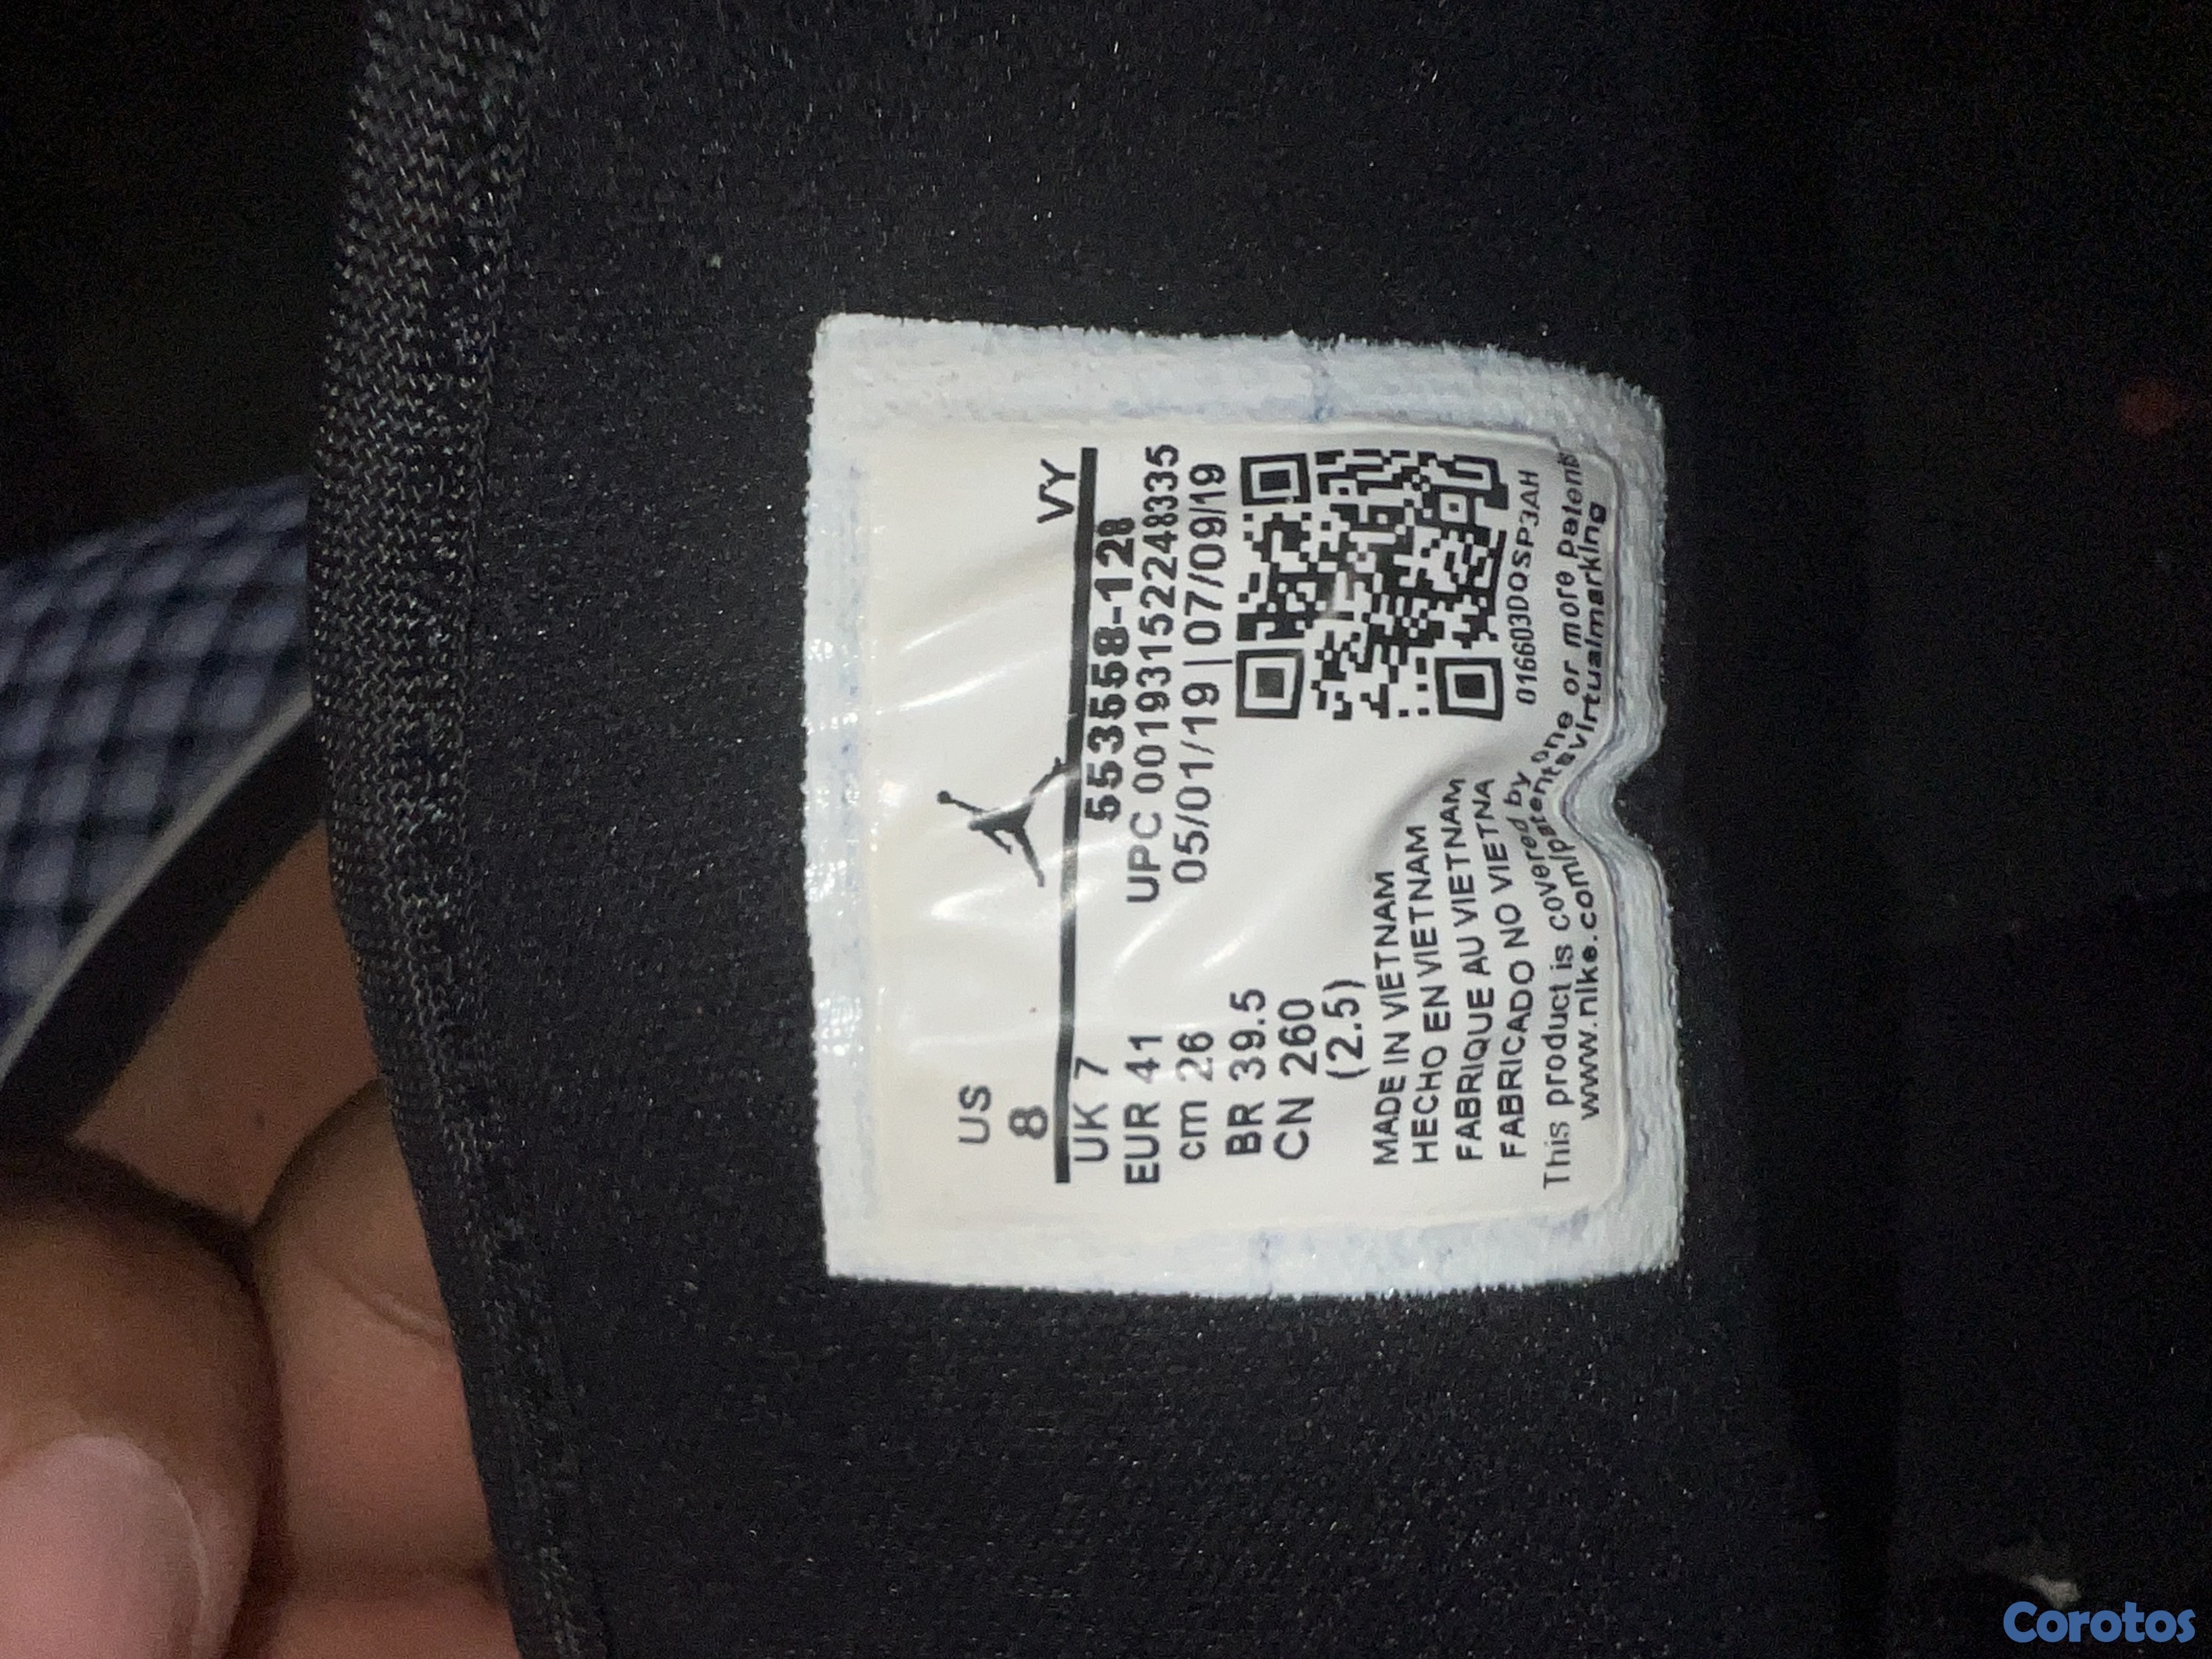 US
8
VY
UK 7
EUR 41
cm 26
BR 39.5
CN 260
(2.5)
553558-128
UPC 00193152248335
05/01/19 | 07/09/19
016603DQSP3AH
MADE IN VIETNAM
HECHO EN VIETNAM
FABRIQUE AU VIETNAM
FABRICADO NO VIETNA
This product is covered by one or more patents
www.nike.com/patentsvirtualmarking
Corotos